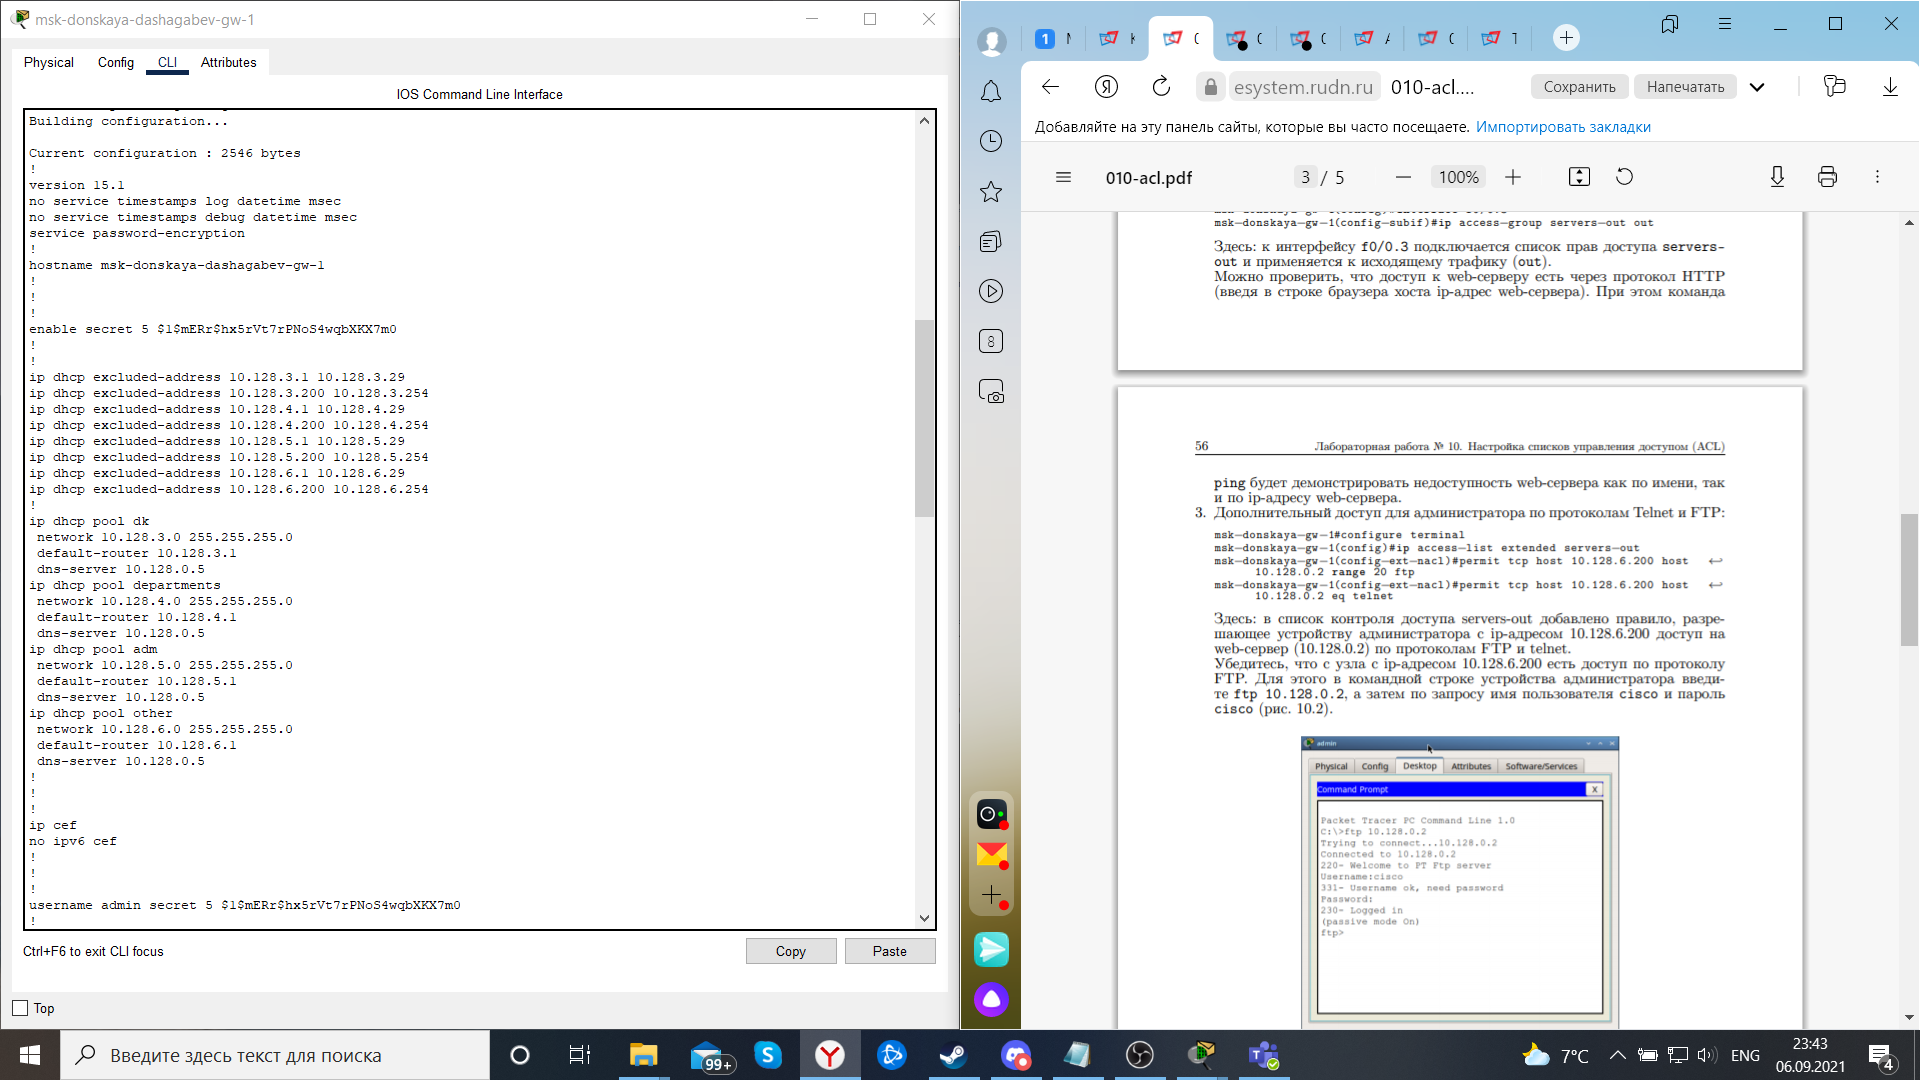 msk-donskaya-dashagabev-gw-1
Physical Config CLI Attributes
IOS Command Line Interface
Building configuration...
Current configuration : 2546 bytes
!
version 15.1
no service timestamps log datetime msec
no service timestamps debug datetime msec
service password-encryption
!
hostname msk-donskaya-dashagabev-gw-1
!
!
!
enable secret 5 $1$mERr$hx5rVt7rPNoS4wqbXKX7m0
!
!
ip dhcp excluded-address 10.128.3.1 10.128.3.29
ip dhcp excluded-address 10.128.3.200 10.128.3.254
ip dhcp excluded-address 10.128.4.1 10.128.4.29
ip dhcp excluded-address 10.128.4.200 10.128.4.254
ip dhcp excluded-address 10.128.5.1 10.128.5.29
ip dhcp excluded-address 10.128.5.200 10.128.5.254
ip dhcp excluded-address 10.128.6.1 10.128.6.29
ip dhcp excluded-address 10.128.6.200 10.128.6.254
!
ip dhcp pool dk
network 10.128.3.0 255.255.255.0
default-router 10.128.3.1
dns-server 10.128.0.5
ip dhcp pool departments
network 10.128.4.0 255.255.255.0
default-router 10.128.4.1
dns-server 10.128.0.5
ip dhcp pool adm
network 10.128.5.0 255.255.255.0
default-router 10.128.5.1
dns-server 10.128.0.5
ip dhcp pool other
network 10.128.6.0 255.255.255.0
default-router 10.128.6.1
dns-server 10.128.0.5
!
!
!
ip cef
no ipv6 cef
!
!
!
username admin secret 5 $1$mERr$hx5rVt7rPNoS4wqbXKX7m0
!
Ctrl+F6 to exit CLI focus
Copy Paste
Top
1
esystem.rudn.ru 010-acl.... Сохранить Напечатать
Добавляйте на эту панель сайты, которые вы часто посещаете. Импортировать закладки
010-acl.pdf 3 / 5 100%
8
msk—donskaya—gw—1(config—subif)#ip access—group servers—out out
Здесь: к интерфейсу f0/0.3 подключается список прав доступа servers-
out и применяется к исходящему трафику (out).
Можно проверить, что доступ к web-серверу есть через протокол HTTP
(введя в строке браузера хоста ip-адрес web-сервера). При этом команда
56 Лабораторная работа № 10. Настройка списков управления доступом (ACL)
ping будет демонстрировать недоступность web-сервера как по имени, так
и по ip-адресу web-сервера.
3. Дополнительный доступ для администратора по протоколам Telnet и FTP:
msk—donskaya—gw—1#configure terminal
msk—donskaya—gw—1(config)#ip access—list extended servers—out
msk—donskaya—gw—1(config—ext—nacl)#permit tcp host 10.128.6.200 host ↩
10.128.0.2 range 20 ftp
msk—donskaya—gw—1(config—ext—nacl)#permit tcp host 10.128.6.200 host ↩
10.128.0.2 eq telnet
Здесь: в список контроля доступа servers-out добавлено правило, разре-
шающее устройству администратора с ip-адресом 10.128.6.200 доступ на
web-сервер (10.128.0.2) по протоколам FTP и telnet.
Убедитесь, что с узла с ip-адресом 10.128.6.200 есть доступ по протоколу
FTP. Для этого в командной строке устройства администратора введи-
те ftp 10.128.0.2, а затем по запросу имя пользователя cisco и пароль
cisco (рис. 10.2).
admin
Physical Config Desktop Attributes Software/Services
Command Prompt X
Packet Tracer PC Command Line 1.0
C:\>ftp 10.128.0.2
Trying to connect...10.128.0.2
Connected to 10.128.0.2
220- Welcome to PT Ftp server
Username:cisco
331- Username ok, need password
Password:
230- Logged in
(passive mode On)
ftp>
Введите здесь текст для поиска
99+
7°C ENG
23:43
06.09.2021
4